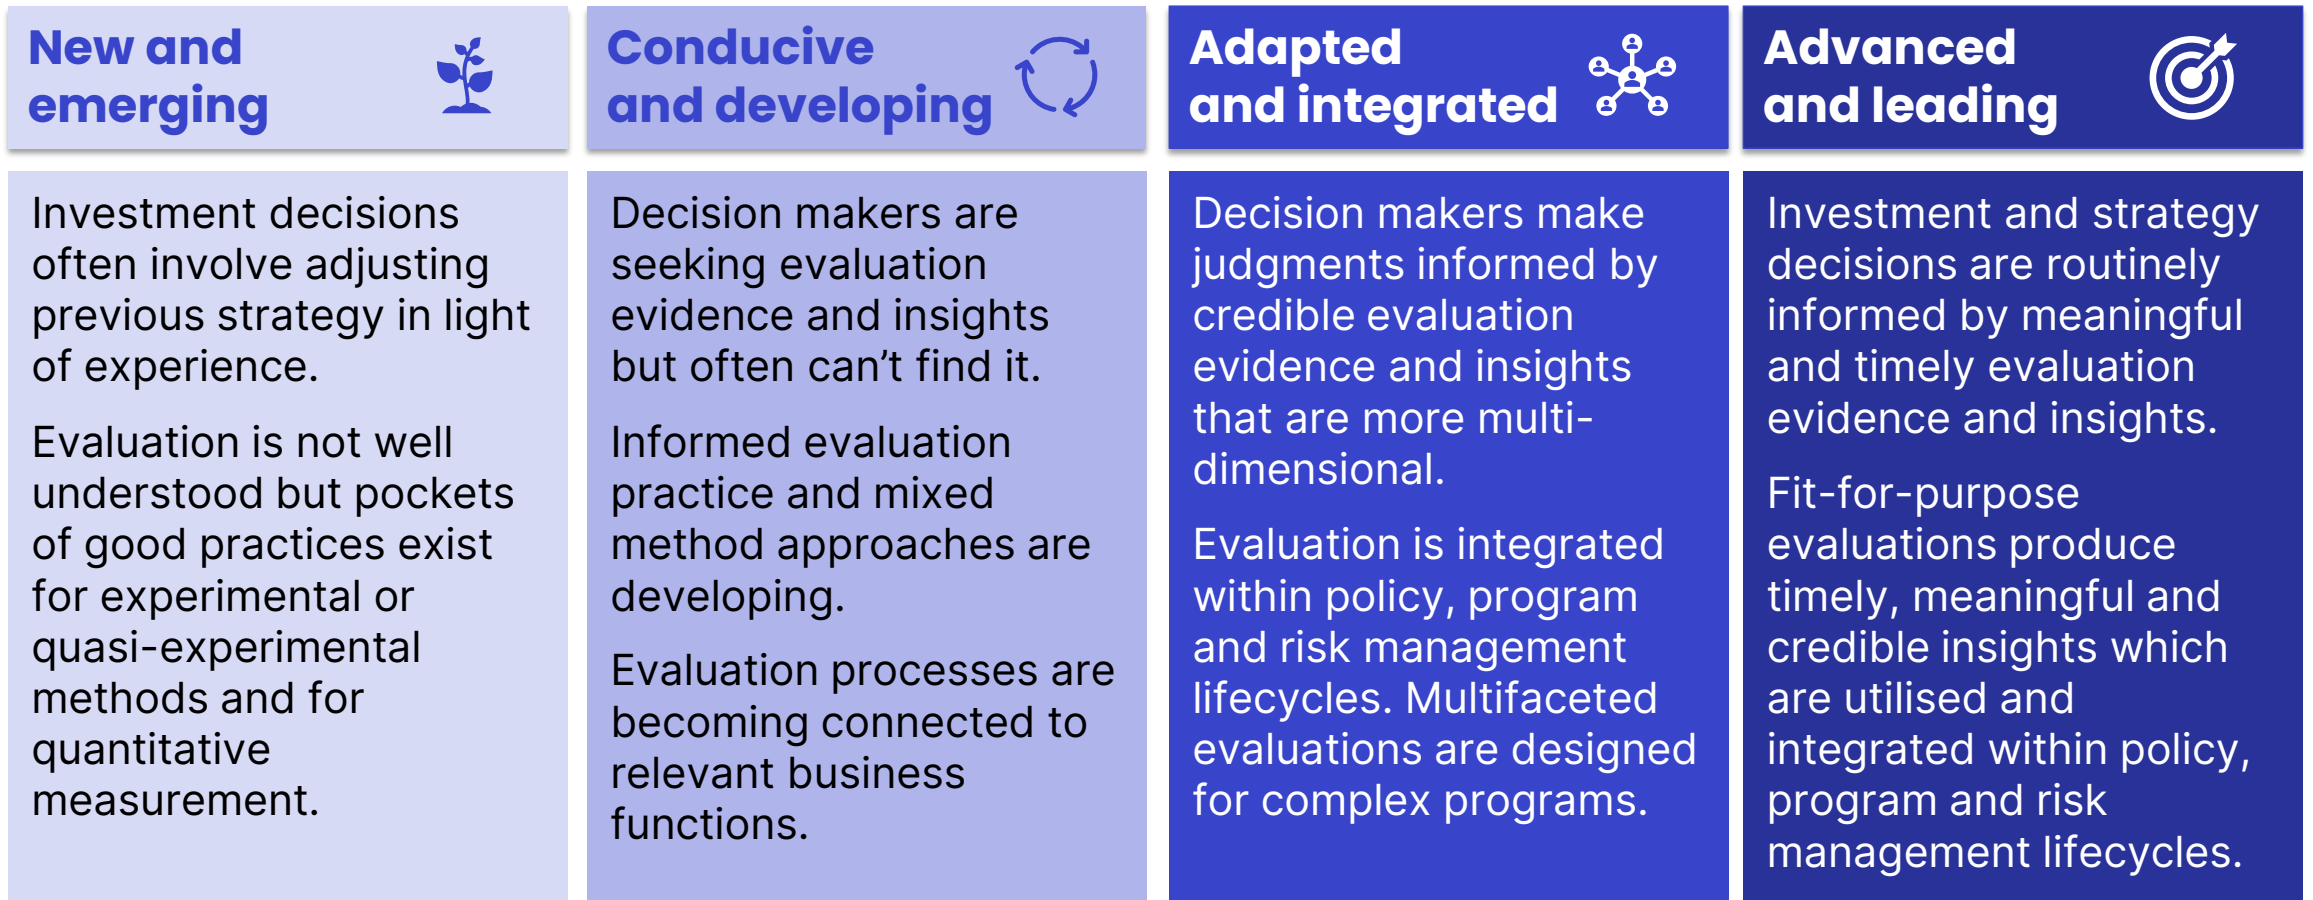 New and
emerging
Investment decisions
often involve adjusting
previous strategy in light
of experience.
Evaluation is not well
understood but pockets
of good practices exist
for experimental or
quasi-experimental
methods and for
quantitative
measurement.
Conducive
and developing
Decision makers are
seeking evaluation
evidence and insights
but often can’t find it.
Informed evaluation
practice and mixed
method approaches are
developing.
Evaluation processes are
becoming connected to
relevant business
functions.
Adapted
and integrated
Decision makers make
judgments informed by
credible evaluation
evidence and insights
that are more multi-
dimensional.
Evaluation is integrated
within policy, program
and risk management
lifecycles. Multifaceted
evaluations are designed
for complex programs.
Advanced
and leading
Investment and strategy
decisions are routinely
informed by meaningful
and timely evaluation
evidence and insights.
Fit-for-purpose
evaluations produce
timely, meaningful and
credible insights which
are utilised and
integrated within policy,
program and risk
management lifecycles.